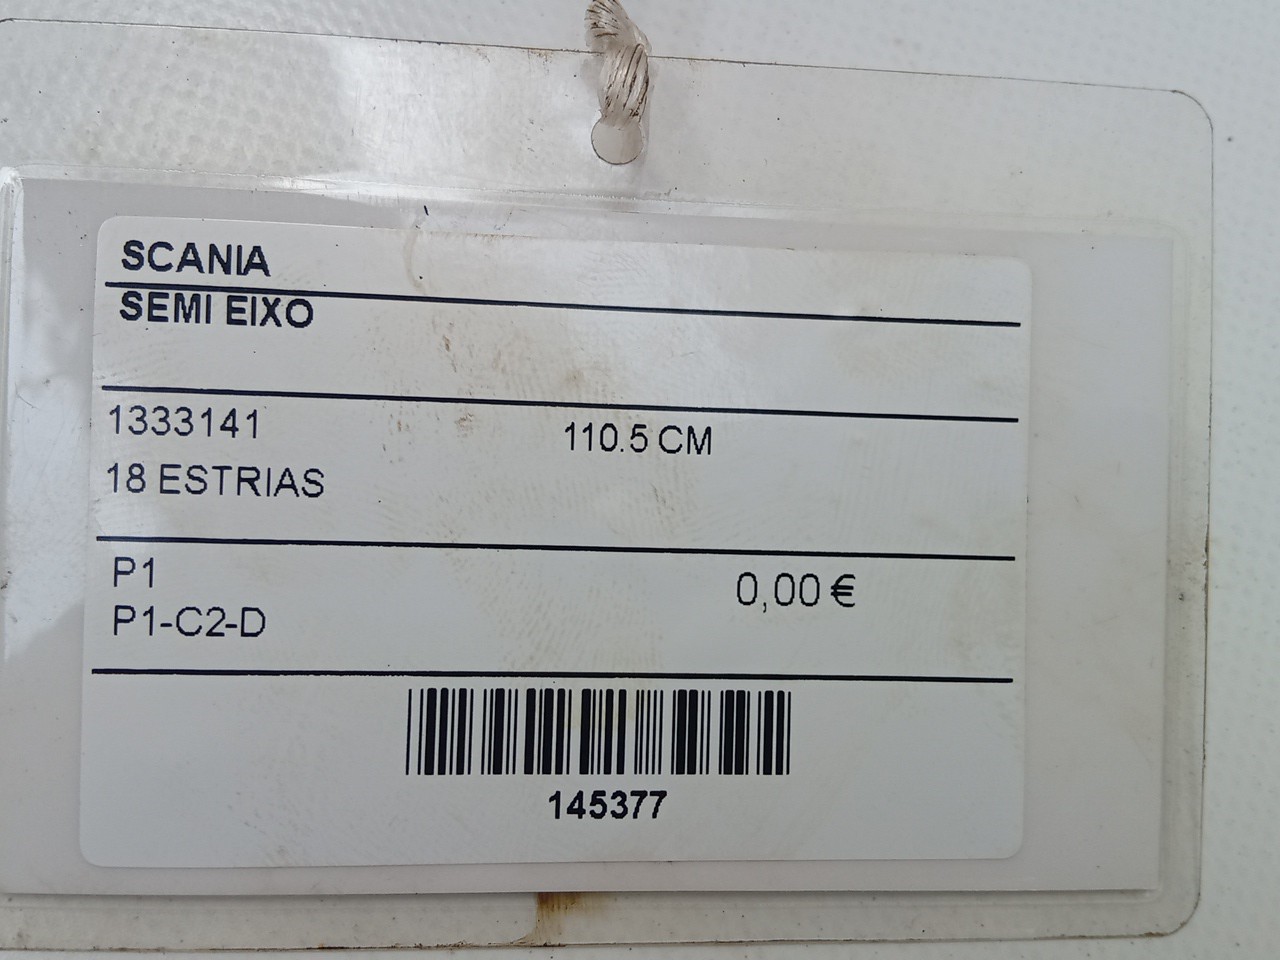 SCANIA
SEMI EIXO
1333141 110.5 CM
18 ESTRIAS
P1 0,00 €
P1-C2-D
145377